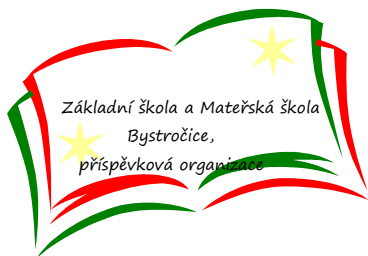 Základní škola a Mateřská škola
Bystročice,
příspěvková organizace